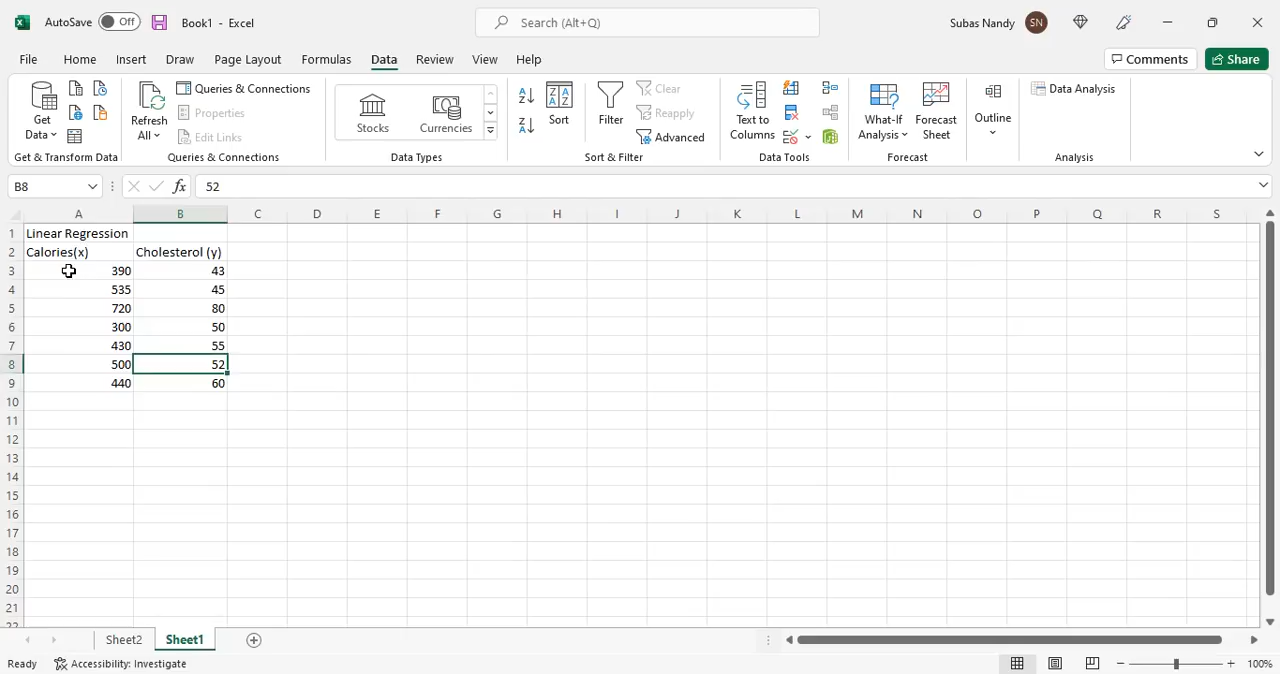 AutoSave Off Book1 - Excel Search (Alt+Q) Subas Nandy SN
File Home Insert Draw Page Layout Formulas Data Review View Help Comments Share
Get Data
Refresh All
Queries & Connections
Properties
Edit Links
Stocks
Currencies
Sort
Filter
Clear
Reapply
Advanced
Text to Columns
What-If Analysis
Forecast Sheet
Outline
Data Analysis
Get & Transform Data Queries & Connections Data Types Sort & Filter Data Tools Forecast Analysis
B8 fx 52
A B C D E F G H I J K L M N O P Q R S
1 Linear Regression
2 Calories(x) Cholesterol (y)
3 390 43
4 535 45
5 720 80
6 300 50
7 430 55
8 500 52
9 440 60
10
11
12
13
14
15
16
17
18
19
20
21
22
Sheet2 Sheet1
Ready Accessibility: Investigate 100%